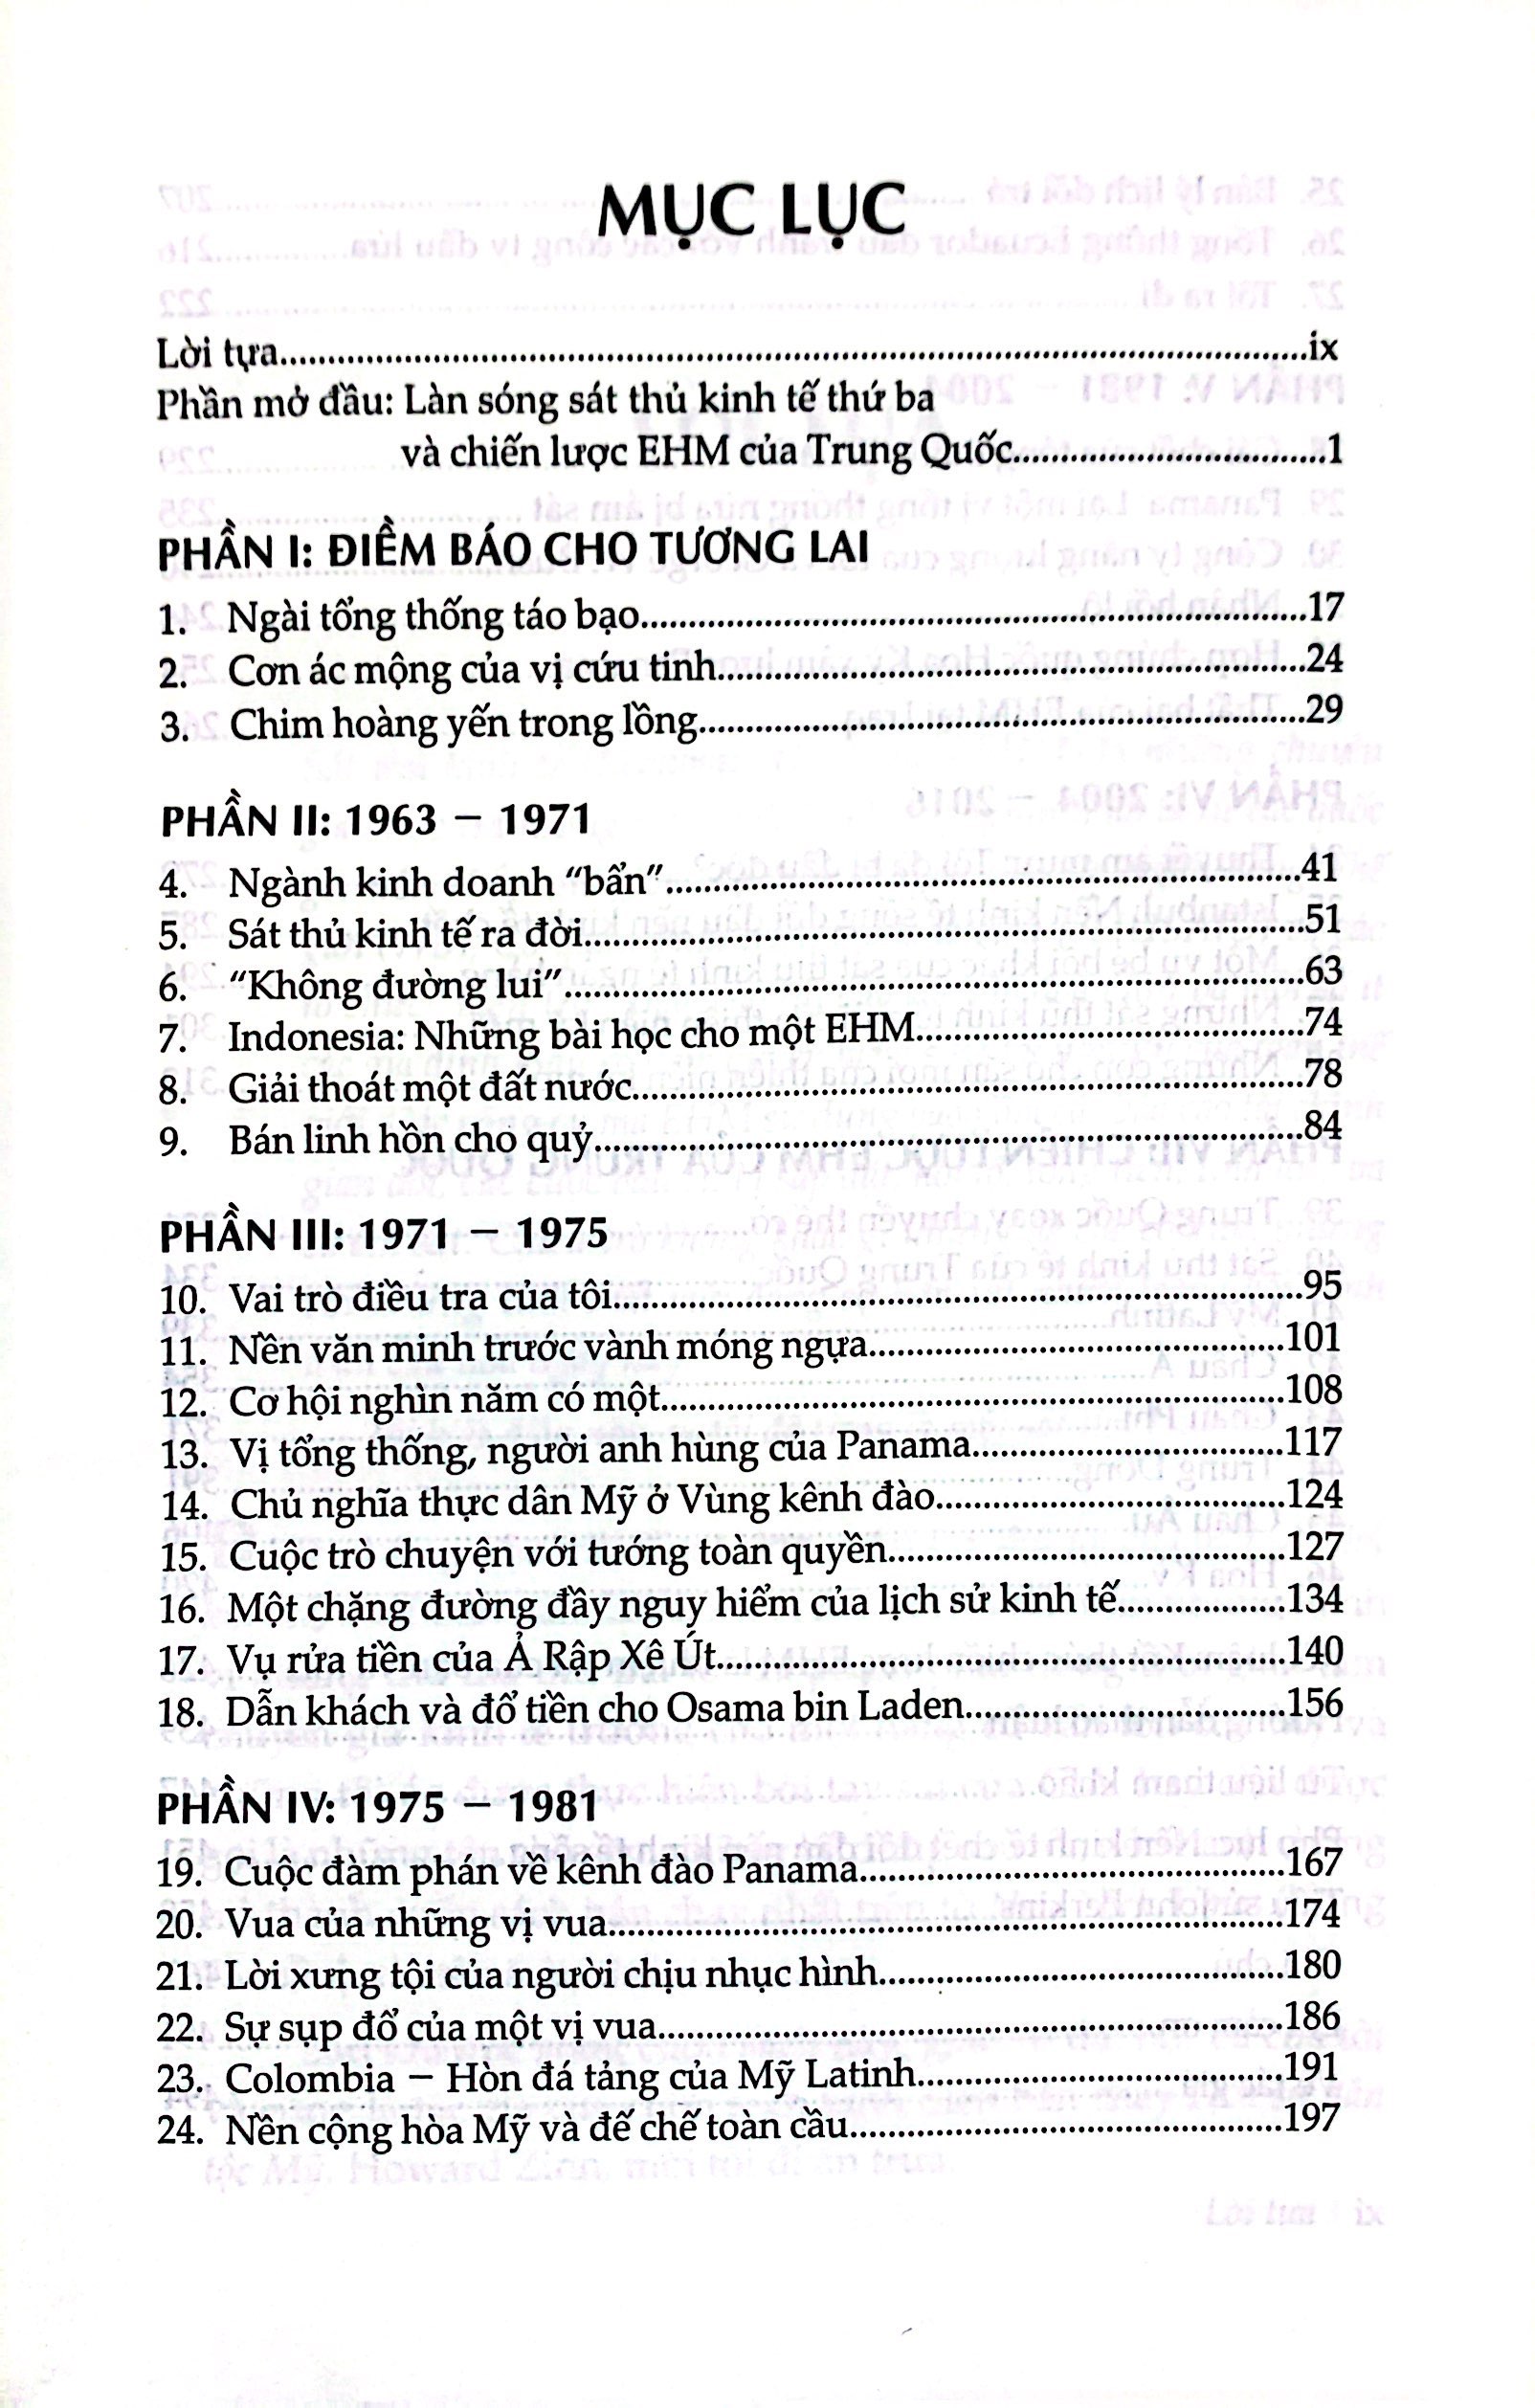 MỤC LỤC
Lời tựa.....ix
Phần mở đầu: Làn sóng sát thủ kinh tế thứ ba
và chiến lược EHM của Trung Quốc.....1
PHẦN I: ĐIỀM BÁO CHO TƯƠNG LAI
1. Ngài tổng thống táo bạo.....17
2. Cơn ác mộng của vị cứu tinh.....24
3. Chim hoàng yến trong lồng.....29
PHẦN II: 1963 – 1971
4. Ngành kinh doanh “bẩn”.....41
5. Sát thủ kinh tế ra đời.....51
6. “Không đường lui”.....63
7. Indonesia: Những bài học cho một EHM.....74
8. Giải thoát một đất nước.....78
9. Bán linh hồn cho quỷ.....84
PHẦN III: 1971 – 1975
10. Vai trò điều tra của tôi.....95
11. Nền văn minh trước vành móng ngựa.....101
12. Cơ hội nghìn năm có một.....108
13. Vị tổng thống, người anh hùng của Panama.....117
14. Chủ nghĩa thực dân Mỹ ở Vùng kênh đào.....124
15. Cuộc trò chuyện với tướng toàn quyền.....127
16. Một chặng đường đầy nguy hiểm của lịch sử kinh tế.....134
17. Vụ rửa tiền của Ả Rập Xê Út.....140
18. Dẫn khách và đổ tiền cho Osama bin Laden.....156
PHẦN IV: 1975 – 1981
19. Cuộc đàm phán về kênh đào Panama.....167
20. Vua của những vị vua.....174
21. Lời xưng tội của người chịu nhục hình.....180
22. Sự sụp đổ của một vị vua.....186
23. Colombia – Hòn đá tảng của Mỹ Latinh.....191
24. Nền cộng hòa Mỹ và đế chế toàn cầu.....197